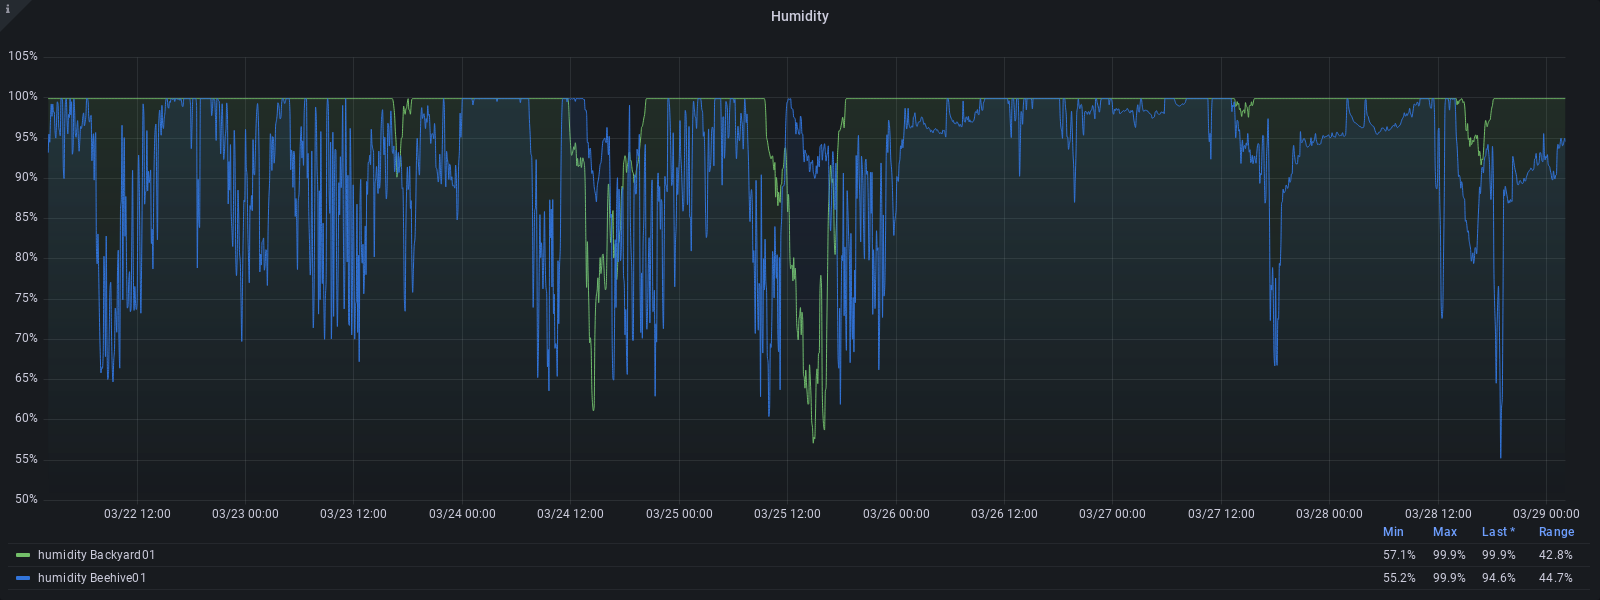 i
Humidity
105%
100%
95%
90%
85%
80%
75%
70%
65%
60%
55%
50%
03/22 12:00 03/23 00:00 03/23 12:00 03/24 00:00 03/24 12:00 03/25 00:00 03/25 12:00 03/26 00:00 03/26 12:00 03/27 00:00 03/27 12:00 03/28 00:00 03/28 12:00 03/29 00:00
Min Max Last * Range
humidity Backyard01 57.1% 99.9% 99.9% 42.8%
humidity Beehive01 55.2% 99.9% 94.6% 44.7%